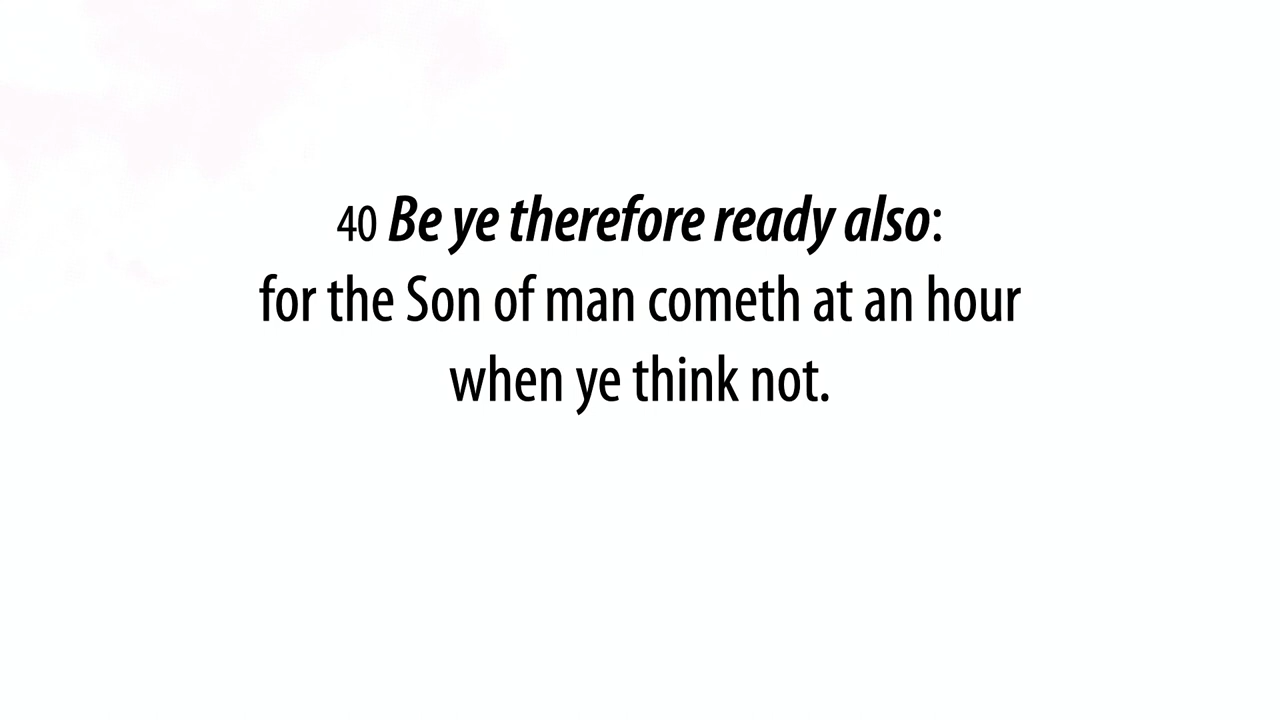 40 Be ye therefore ready also:
for the Son of man cometh at an hour
when ye think not.